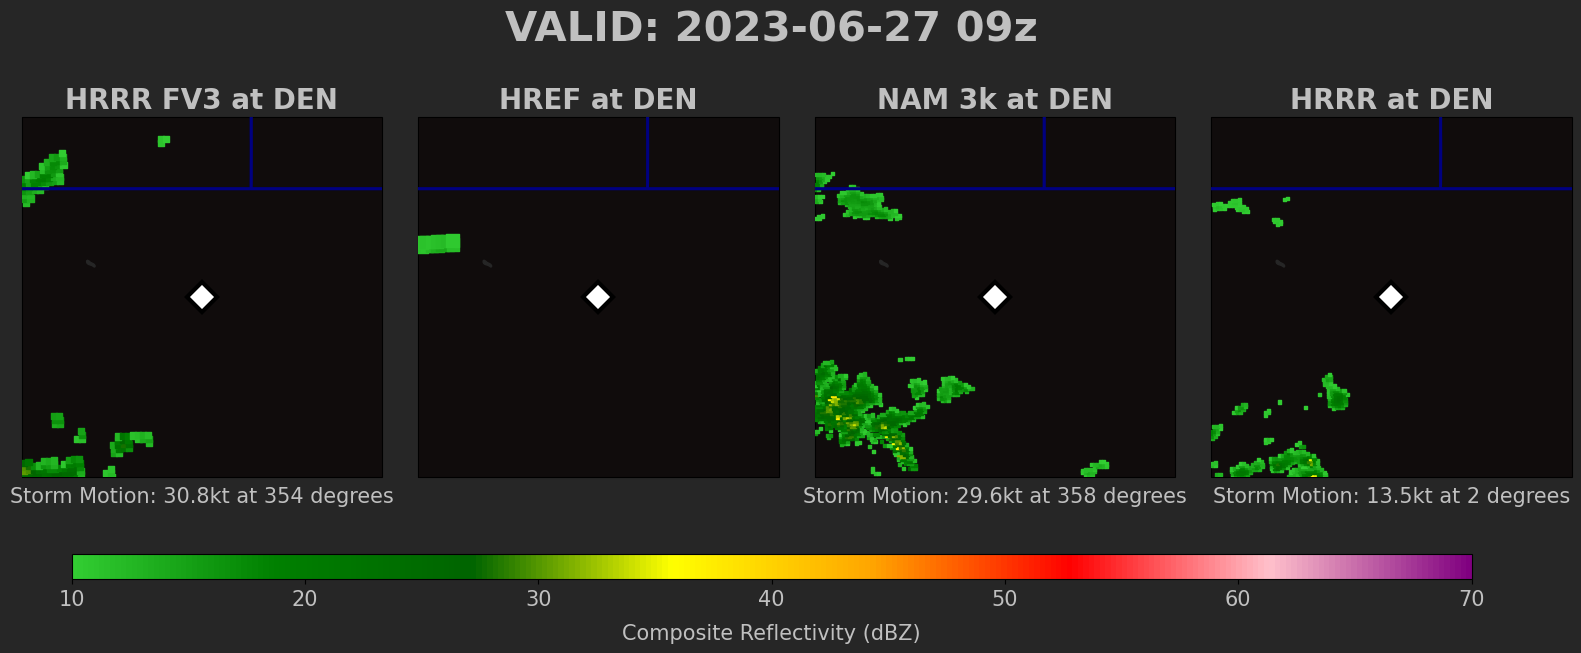 VALID: 2023-06-27 09z
HRRR FV3 at DEN
HREF at DEN
NAM 3k at DEN
HRRR at DEN
Storm Motion: 30.8kt at 354 degrees
Storm Motion: 29.6kt at 358 degrees
Storm Motion: 13.5kt at 2 degrees
10 20 30 40 50 60 70
Composite Reflectivity (dBZ)